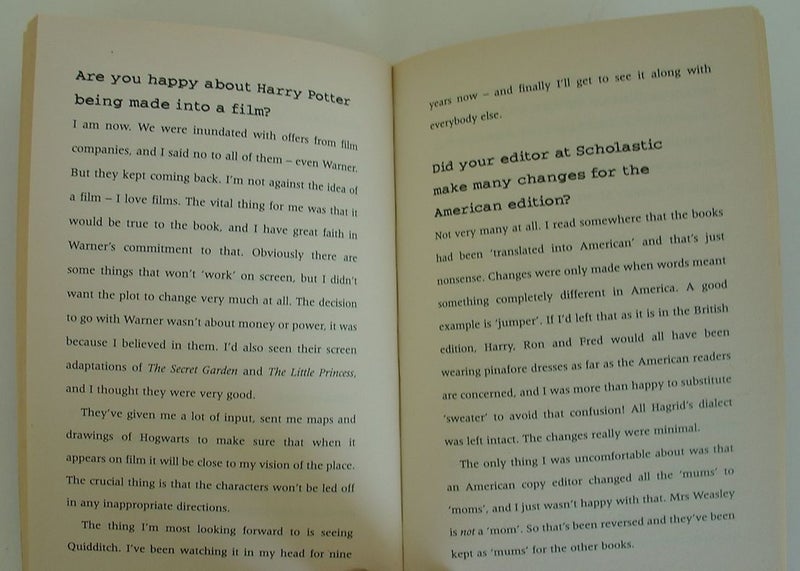 Are you happy about Harry Potter
being made into a film?
I am now. We were inundated with offers from film
companies, and I said no to all of them – even Warner.
But they kept coming back. I'm not against the idea of
a film – I love films. The vital thing for me was that it
would be true to the book, and I have great faith in
Warner's commitment to that. Obviously there are
some things that won't 'work' on screen, but I didn't
want the plot to change very much at all. The decision
to go with Warner wasn't about money or power, it was
because I believed in them. I'd also seen their screen
adaptations of The Secret Garden and The Little Princess,
and I thought they were very good.
They've given me a lot of input, sent me maps and
drawings of Hogwarts to make sure that when it
appears on film it will be close to my vision of the place.
The crucial thing is that the characters won't be led off
in any inappropriate directions.
The thing I'm most looking forward to is seeing
Quidditch. I've been watching it in my head for nine
years now – and finally I'll get to see it along with
everybody else.
Did your editor at Scholastic
make many changes for the
American edition?
Not very many at all. I read somewhere that the books
had been 'translated into American' and that's just
nonsense. Changes were only made when words meant
something completely different in America. A good
example is 'jumper'. If I'd left that as it is in the British
edition, Harry, Ron and Fred would all have been
wearing pinafore dresses as far as the American readers
are concerned, and I was more than happy to substitute
'sweater' to avoid that confusion! All Hagrid's dialect
was left intact. The changes really were minimal.
The only thing I was uncomfortable about was that
an American copy editor changed all the 'mums' to
'moms', and I just wasn't happy with that. Mrs Weasley
is not a 'mom'. So that's been reversed and they've been
kept as 'mums' for the other books.